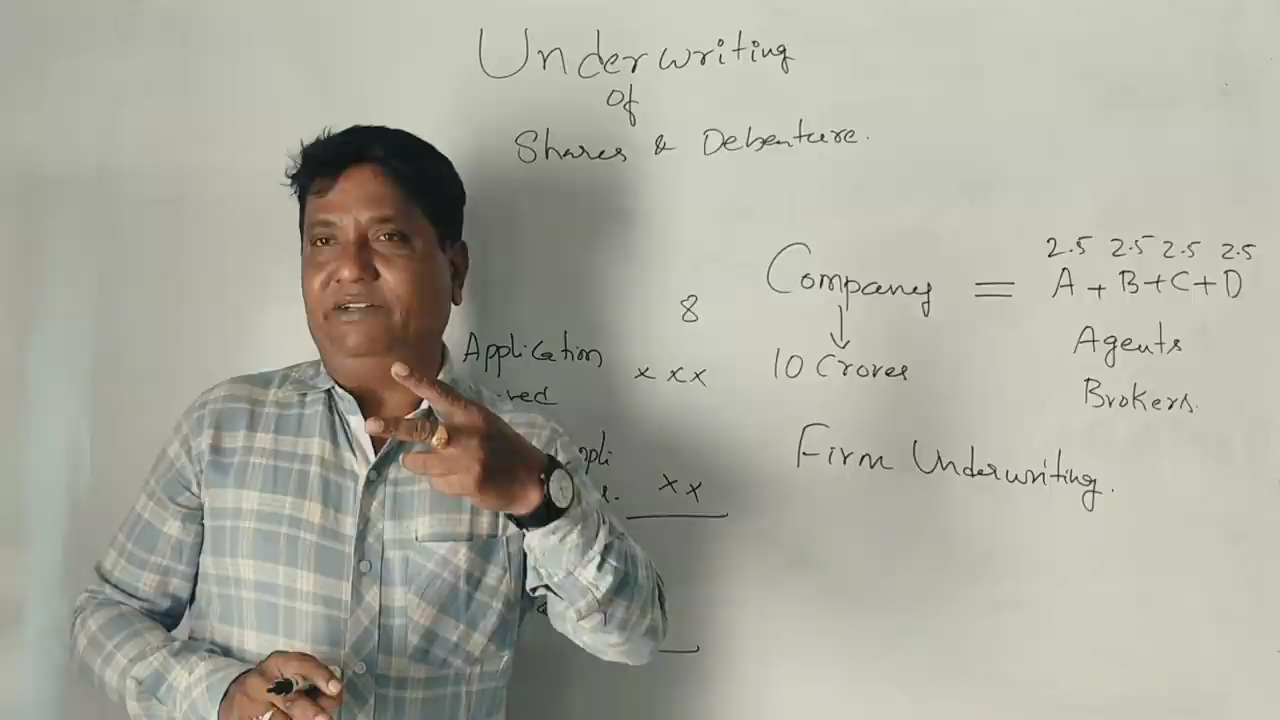 Underwriting
of
Shares & Debenture.
2.5 2.5 2.5 2.5
Company = A + B + C + D
8
Agents
Application x x x
10 Crores
Brokers.
Firm Underwriting.
x x